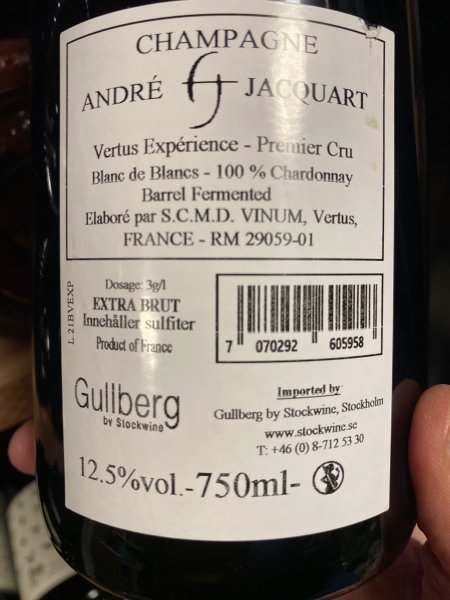 CHAMPAGNE
ANDRÉ JACQUART
Vertus Expérience - Premier Cru
Blanc de Blancs - 100 % Chardonnay
Barrel Fermented
Elaboré par S.C.M.D. VINUM, Vertus,
FRANCE - RM 29059-01
L 21BVEXP
Dosage: 3g/l
EXTRA BRUT
Innehåller sulfiter
Product of France
7 070292 605958
Gullberg
by Stockwine
Imported by
Gullberg by Stockwine, Stockholm
www.stockwine.se
T: +46 (0) 8-712 53 30
12.5%vol.-750ml-